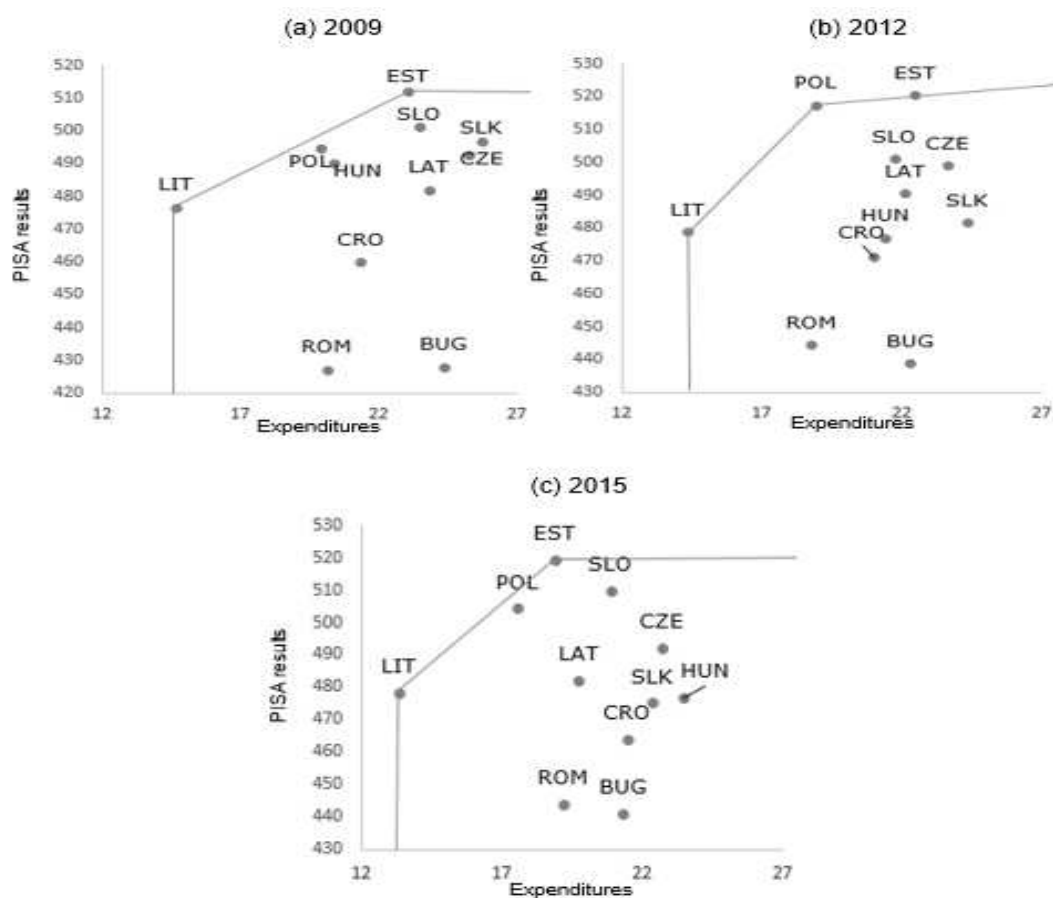 (a) 2009
520
510
500
490
480
470
460
450
440
430
420
PISA results
EST
SLO
SLK
POL
HUN
LAT
CZE
LIT
CRO
ROM
BUG
12
17
22
27
Expenditures
(b) 2012
530
520
510
500
490
480
470
460
450
440
430
PISA results
POL
EST
SLO
CZE
LAT
SLK
LIT
HUN
CRO
ROM
BUG
12
17
22
27
Expenditures
(c) 2015
530
520
510
500
490
480
470
460
450
440
430
PISA results
EST
SLO
POL
CZE
LAT
LIT
SLK
HUN
CRO
ROM
BUG
12
17
22
27
Expenditures